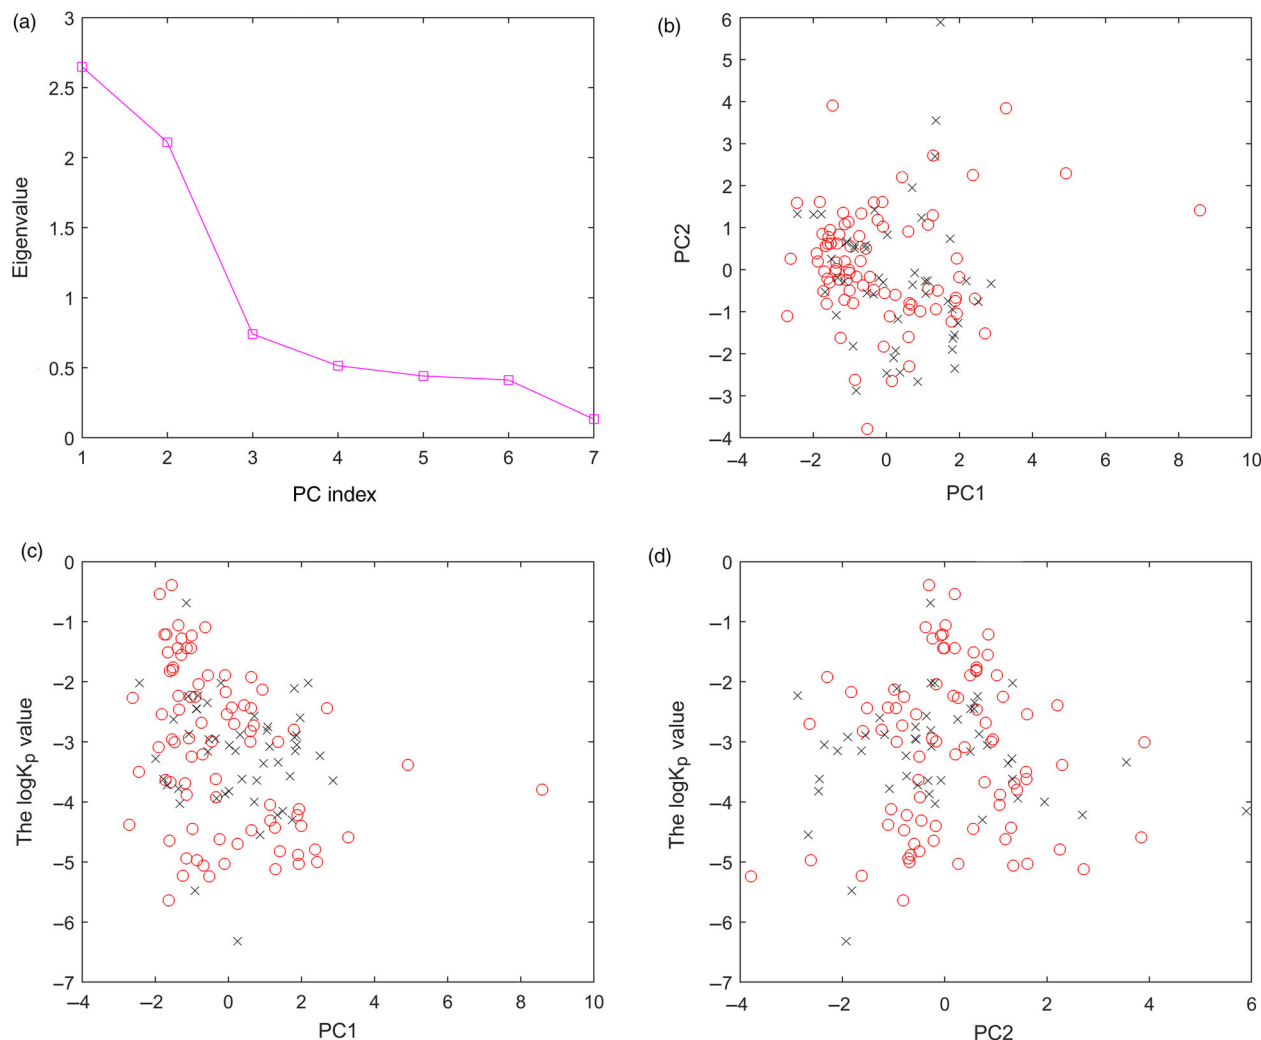 (a)
3
2.5
2
1.5
1
0.5
0
1 2 3 4 5 6 7
Eigenvalue
PC index
(b)
6
5
4
3
2
1
0
–1
–2
–3
–4
–4 –2 0 2 4 6 8 10
PC2
PC1
(c)
0
–1
–2
–3
–4
–5
–6
–7
–4 –2 0 2 4 6 8 10
The logKp value
PC1
(d)
0
–1
–2
–3
–4
–5
–6
–7
–4 –2 0 2 4 6
The logKp value
PC2